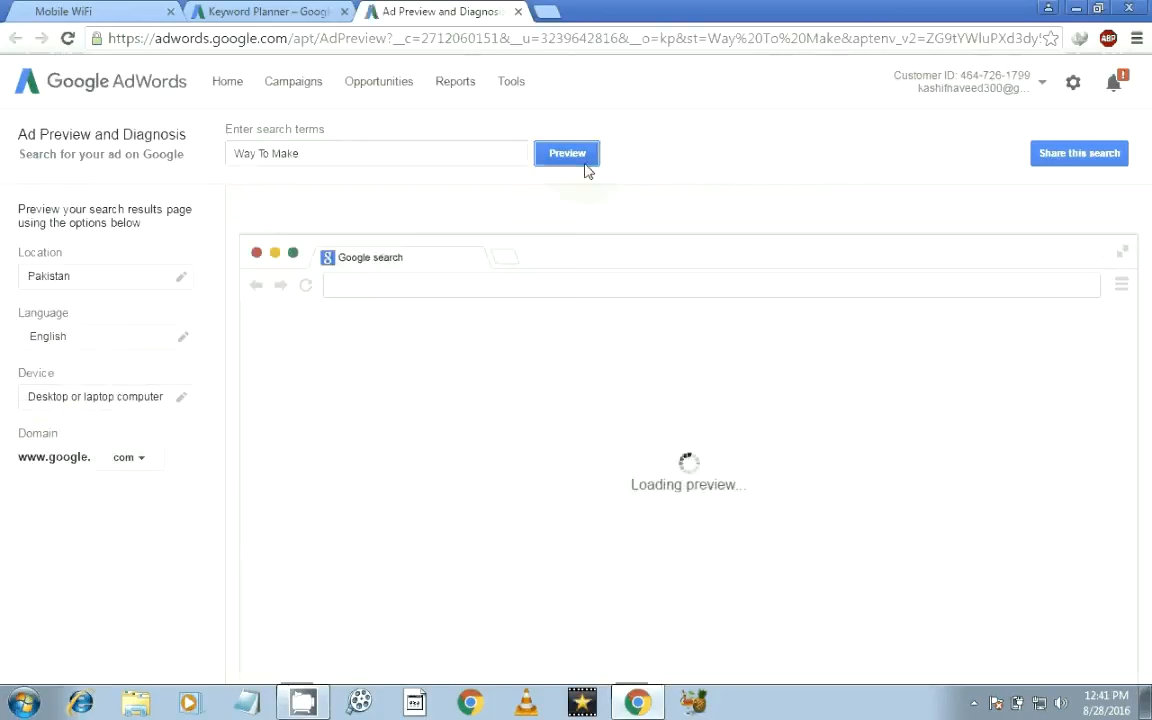 Mobile WiFi
Keyword Planner – Googl
Ad Preview and Diagnos
https://adwords.google.com/apt/AdPreview?__c=2712060151&__u=3239642816&__o=kp&st=Way%20To%20Make&aptenv_v2=ZG9tYWluPXd3dy
ABP
Google AdWords
Home
Campaigns
Opportunities
Reports
Tools
Customer ID: 464-726-1799
kashifnaveed300@g...
!
Ad Preview and Diagnosis
Search for your ad on Google
Enter search terms
Way To Make
Preview
Share this search
Preview your search results page
using the options below
Location
Pakistan
Language
English
Device
Desktop or laptop computer
Domain
www.google.
com
Google search
Loading preview...
12:41 PM
8/28/2016